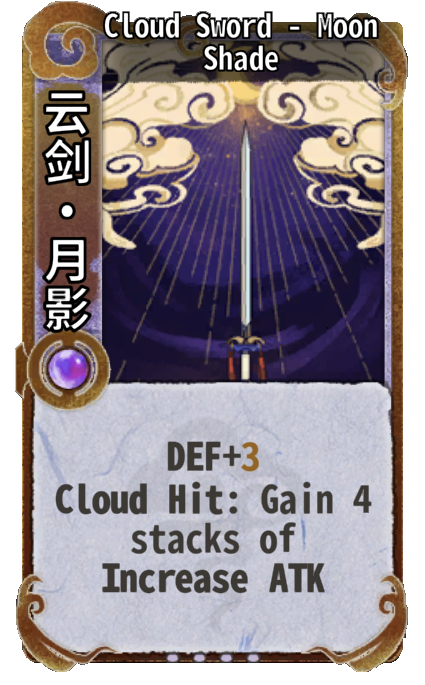 Cloud Sword - Moon
Shade
云剑・月影
DEF+3
Cloud Hit: Gain 4
stacks of
Increase ATK